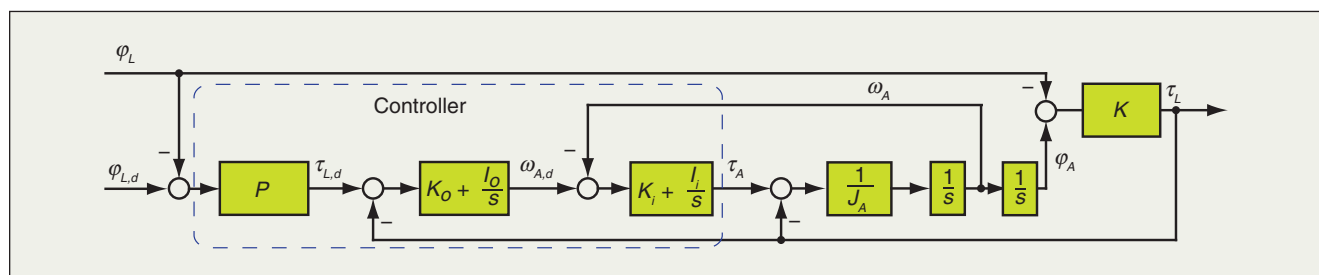 φL
Controller
ωA
τL
K
φL,d
P
τL,d
Ko + Io/s
ωA,d
Ki + Ii/s
τA
1/JA
1/s
1/s
φA
−
−
−
−
−